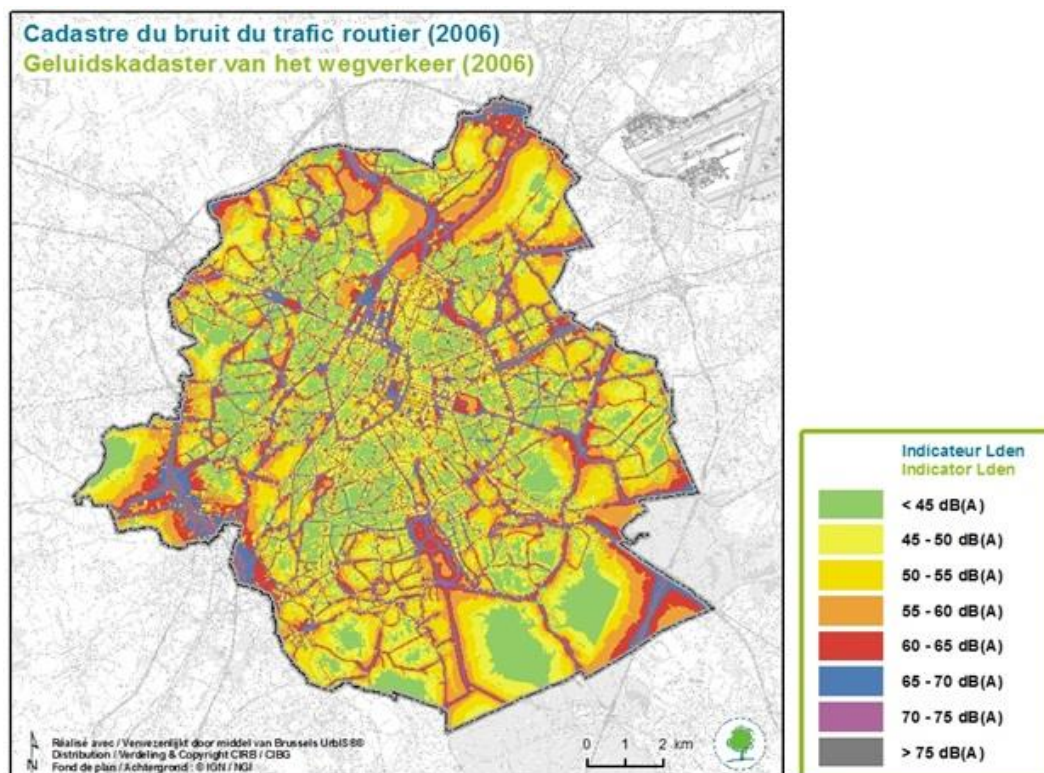 Cadastre du bruit du trafic routier (2006)
Geluidskadaster van het wegverkeer (2006)
Indicateur Lden
Indicator Lden
< 45 dB(A)
45 - 50 dB(A)
50 - 55 dB(A)
55 - 60 dB(A)
60 - 65 dB(A)
65 - 70 dB(A)
70 - 75 dB(A)
> 75 dB(A)
N
Réalisé avec / Verwezenlijkt door middel van Brussels UrbIS ®©
Distribution / Verdeling & Copyright CIRB / CIBG
Fond de plan / Achtergrond : © IGN / NGI
0 1 2 km